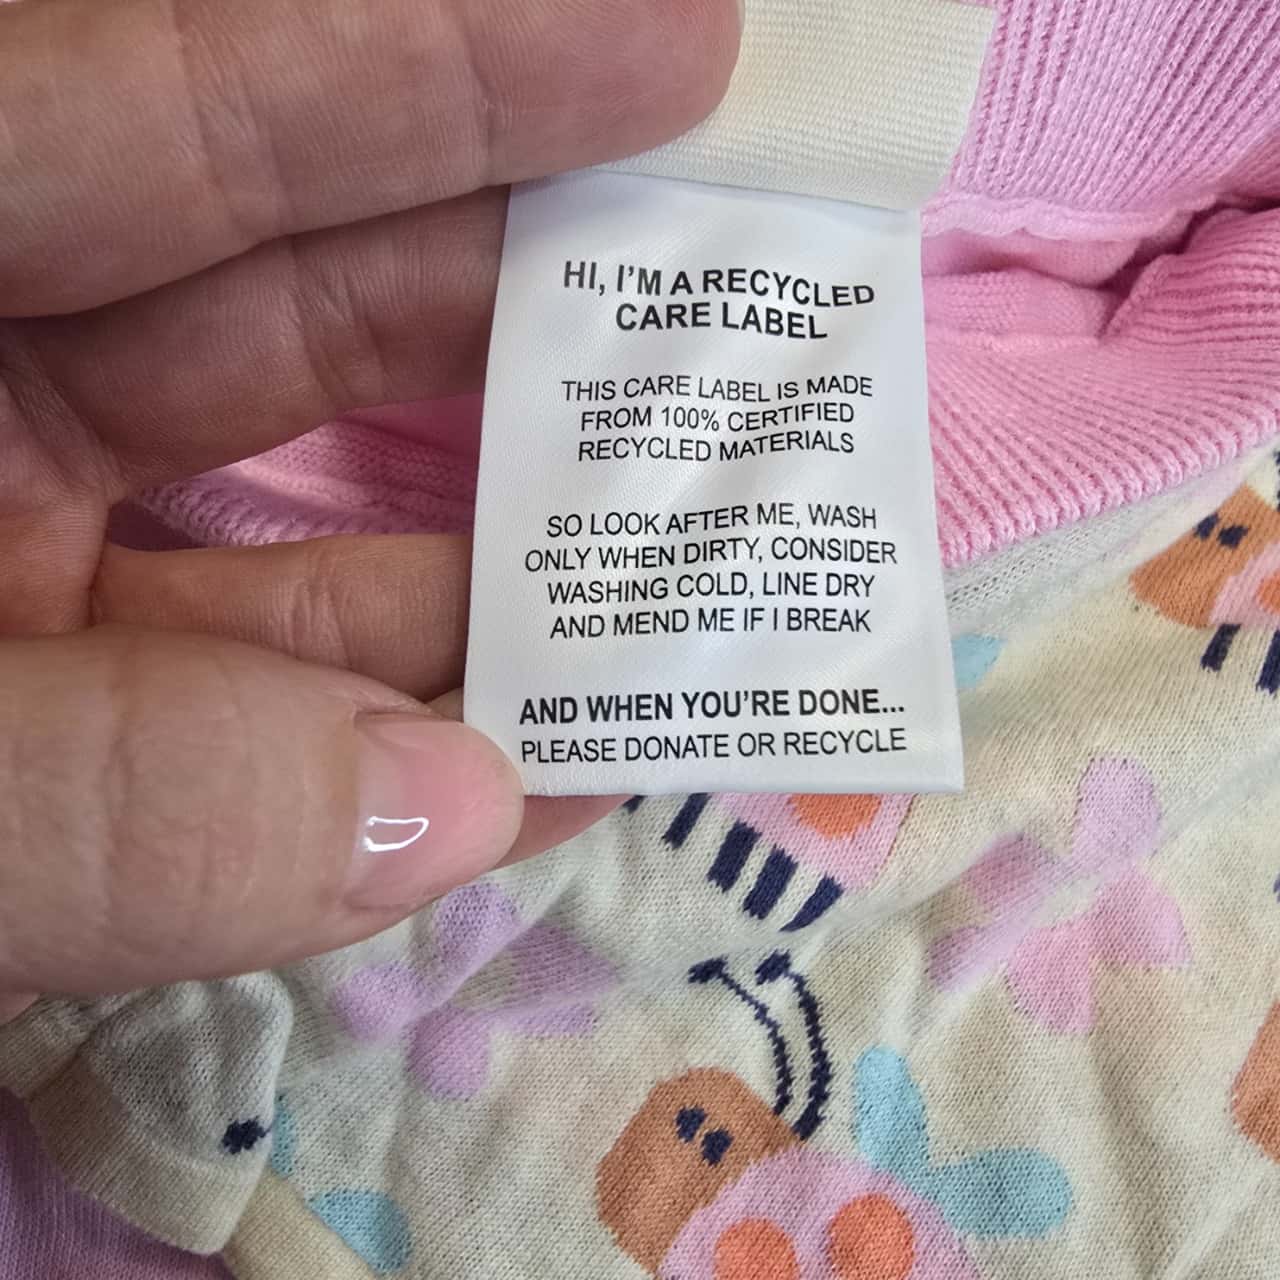 HI, I'M A RECYCLED
CARE LABEL
THIS CARE LABEL IS MADE
FROM 100% CERTIFIED
RECYCLED MATERIALS
SO LOOK AFTER ME, WASH
ONLY WHEN DIRTY, CONSIDER
WASHING COLD, LINE DRY
AND MEND ME IF I BREAK
AND WHEN YOU'RE DONE...
PLEASE DONATE OR RECYCLE